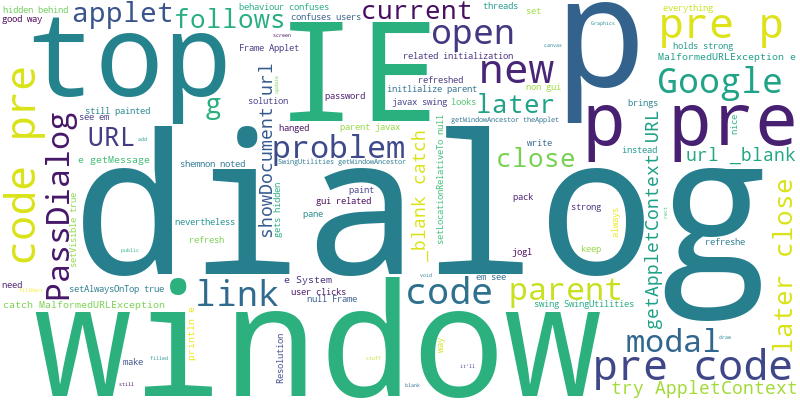 hidden behind
good way
applet
follows
behaviour
confuses
confuses users
screen
Frame Applet
current
threads
set
everything
Graphics
pre p
holds strong
MalformedURLException e
top
IE
p
open
related initialization
new
refreshed
non gui
canvas
code pre
g
still painted
see em
URL
e getMessage
add
PassDialog
showDocument url
solution
password
initlialize parent
javax swing
looks
later
getWindowAncestor theApplet
Google
brings
p pre
nice
url _blank
hanged
parent javax
problem
SwingUtilities getWindowAncestor
shemnon noted
_blank catch
setLocationRelativeTo null
close
write
instead
getAppletContext URL
dialog
paint
gui related
pane
gets hidden
pack
strong
always
rect
nevertheless
refresh
public
setVisible true
jogl
keep
refreshe
later close
need
setAlwaysOnTop true
catch MalformedURLException
link
e System
user clicks
null Frame
void
em see
code
parent
swing SwingUtilities
window
println e
make
filled
still
Resolution
stuff
way
blank
it'll
modal
draw
pre code
try AppletContext